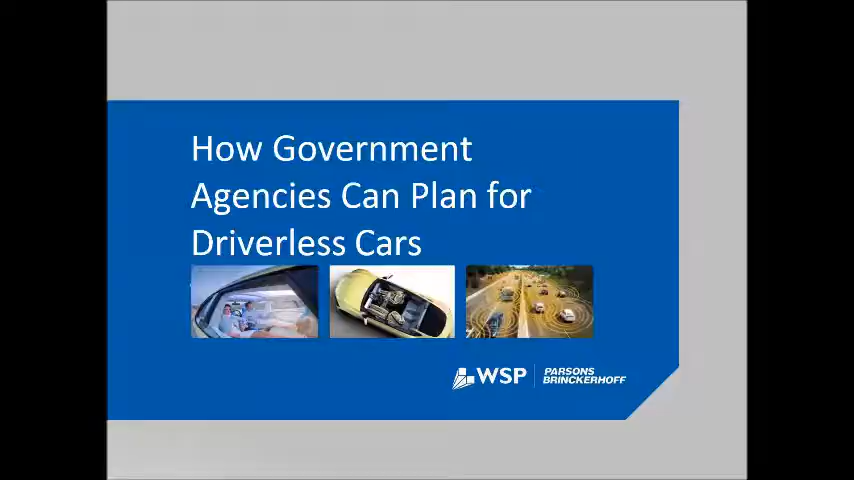 How Government
Agencies Can Plan for
Driverless Cars
WSP
PARSONS
BRINCKERHOFF